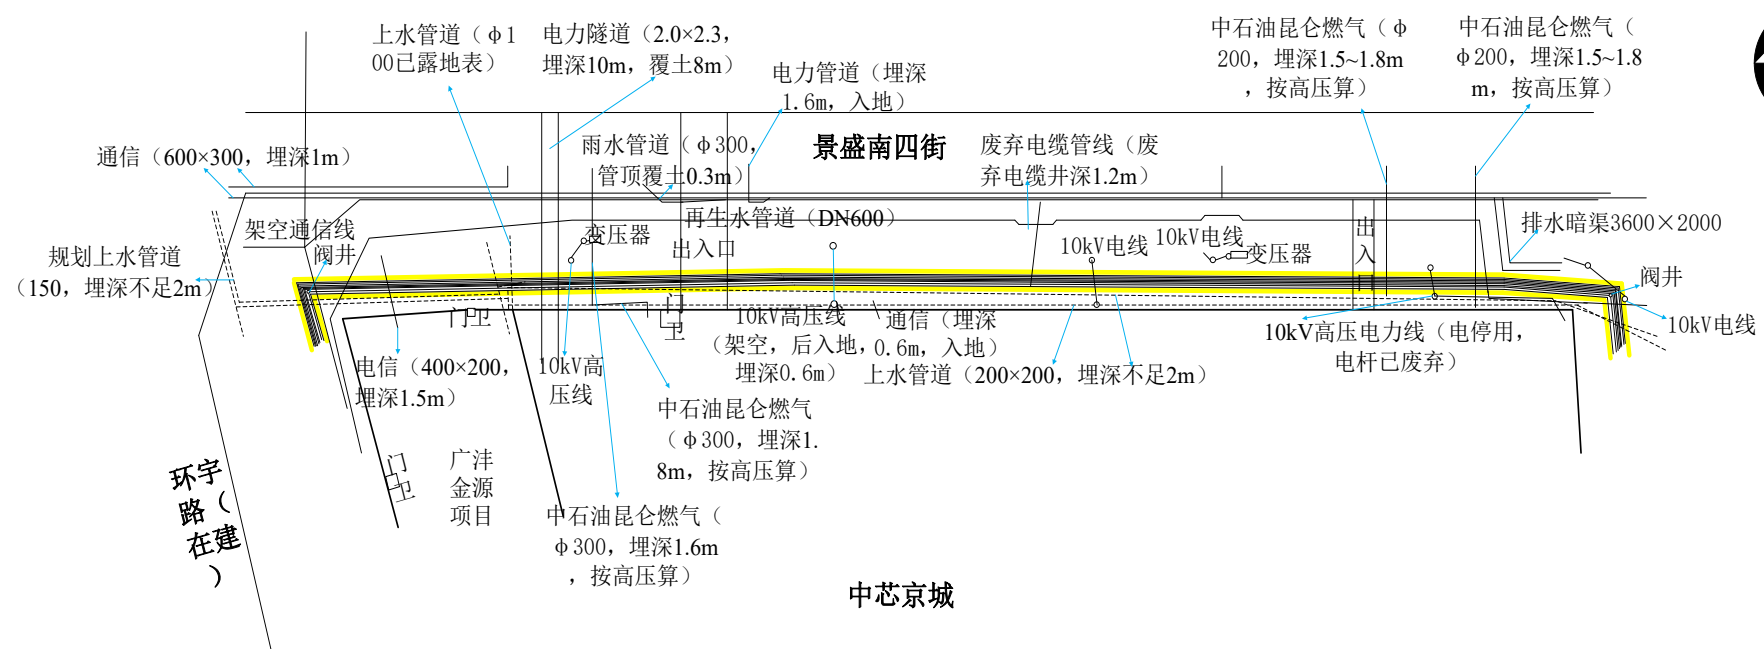 上水管道（φ1
00已露地表）
电力隧道（2.0×2.3，
埋深10m，覆土8m）
电力管道（埋深
1.6m，入地）
中石油昆仑燃气（φ
200，埋深1.5~1.8m
，按高压算）
中石油昆仑燃气（
φ200，埋深1.5~1.8
m，按高压算）
通信（600×300，埋深1m）
雨水管道（φ300，
管顶覆土0.3m）
景盛南四街
废弃电缆管线（废
弃电缆井深1.2m）
架空通信线
阀井
变压器
再生水管道（DN600）
出入口
10kV电线
10kV电线
变压器
出
入
口
排水暗渠3600×2000
阀井
规划上水管道
（150，埋深不足2m）
门卫
门
卫
10kV高压线
（架空，后入地，
埋深0.6m）
通信（埋深
0.6m，入地）
10kV高压电力线（电停用，
电杆已废弃）
10kV电线
电信（400×200，
埋深1.5m）
10kV高
压线
上水管道（200×200，埋深不足2m）
中石油昆仑燃气
（φ300，埋深1.
8m，按高压算）
门
卫
广沣
金源
项目
环宇
路（
在建
）
中石油昆仑燃气（
φ300，埋深1.6m
，按高压算）
中芯京城